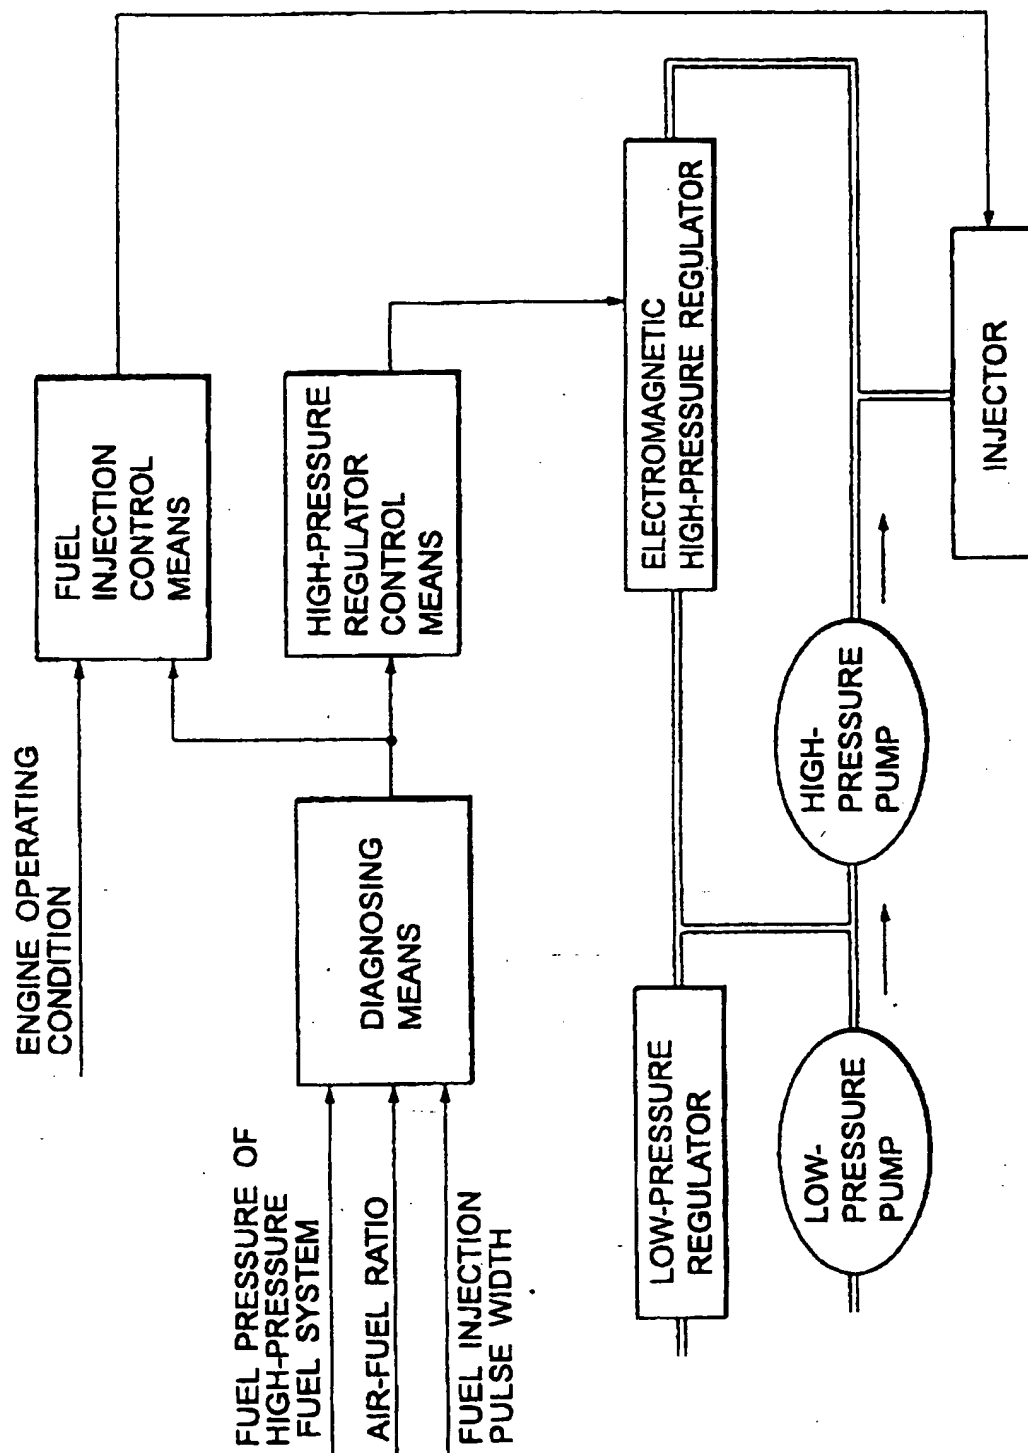 ENGINE OPERATING
CONDITION
FUEL
INJECTION
CONTROL
MEANS
FUEL PRESSURE OF
HIGH-PRESSURE
FUEL SYSTEM
AIR-FUEL RATIO
FUEL INJECTION
PULSE WIDTH
DIAGNOSING
MEANS
HIGH-PRESSURE
REGULATOR
CONTROL
MEANS
ELECTROMAGNETIC
HIGH-PRESSURE REGULATOR
LOW-PRESSURE
REGULATOR
LOW-
PRESSURE
PUMP
HIGH-
PRESSURE
PUMP
INJECTOR